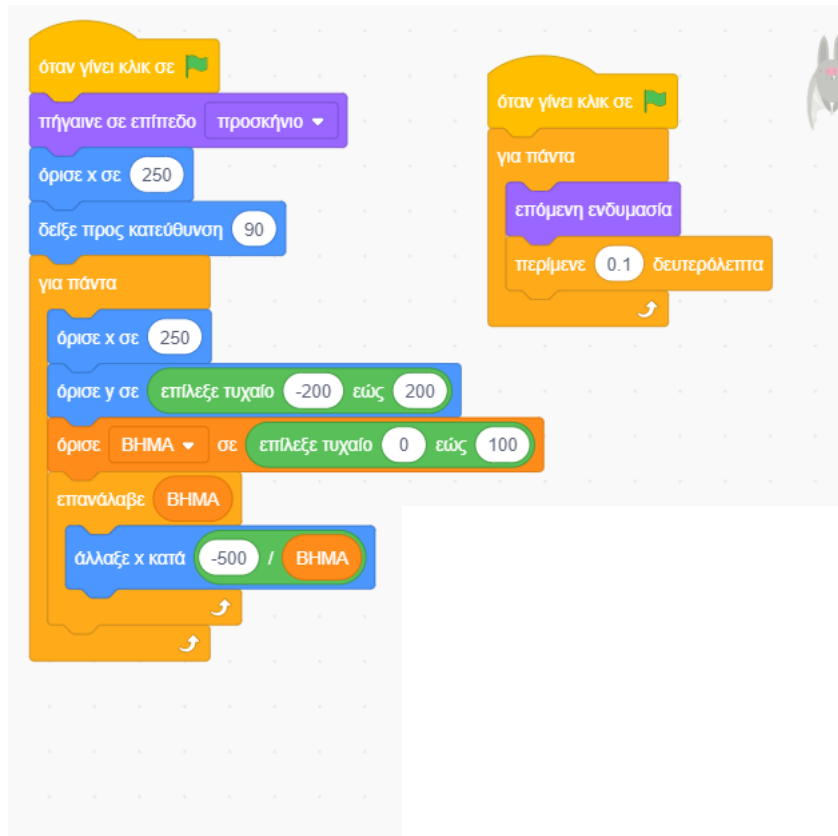 όταν γίνει κλικ σε
πήγαινε σε επίπεδο προσκήνιο
όρισε x σε 250
δείξε προς κατεύθυνση 90
για πάντα
όρισε x σε 250
όρισε y σε επίλεξε τυχαίο -200 εώς 200
όρισε ΒΗΜΑ σε επίλεξε τυχαίο 0 εώς 100
επανάλαβε ΒΗΜΑ
άλλαξε x κατά -500 / ΒΗΜΑ
όταν γίνει κλικ σε
για πάντα
επόμενη ενδυμασία
περίμενε 0.1 δευτερόλεπτα